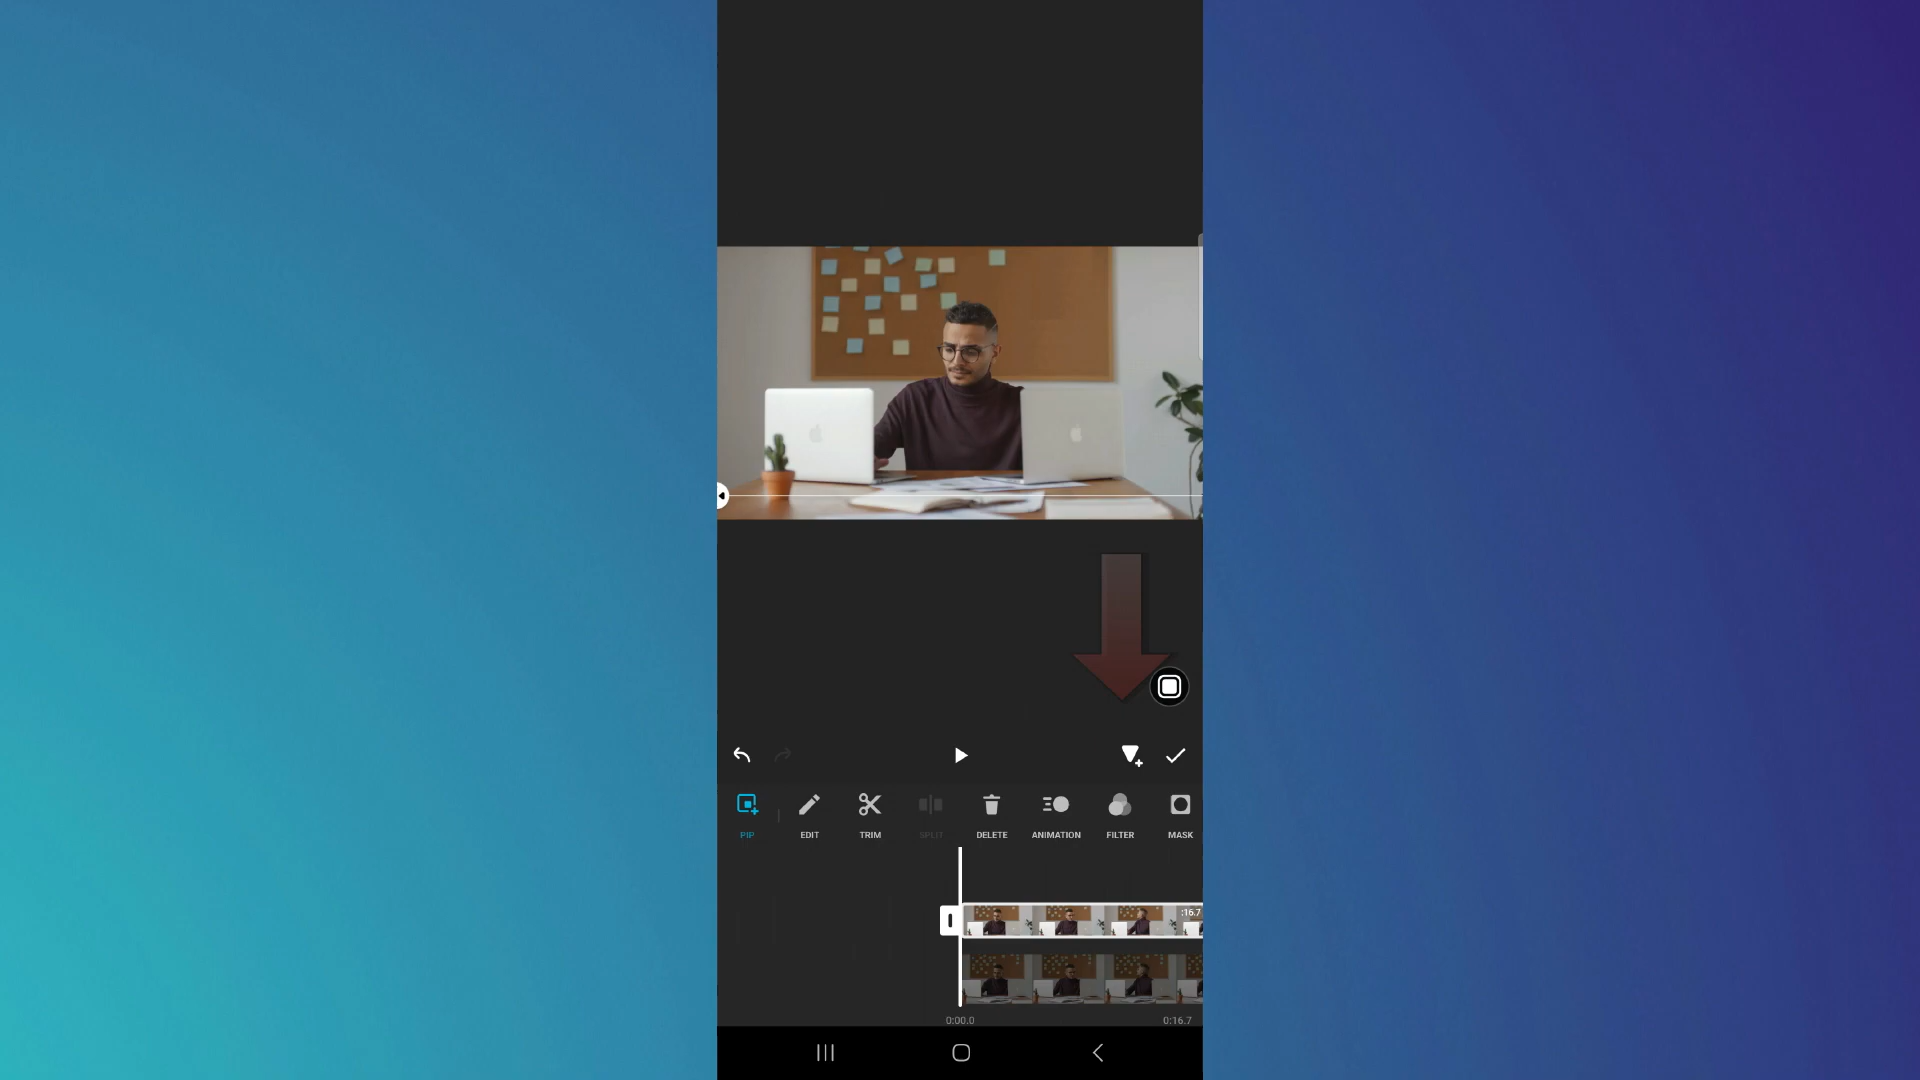 PIP
EDIT
TRIM
SPLIT
DELETE
ANIMATION
FILTER
MASK
:16.7
0:00.0
0:16.7